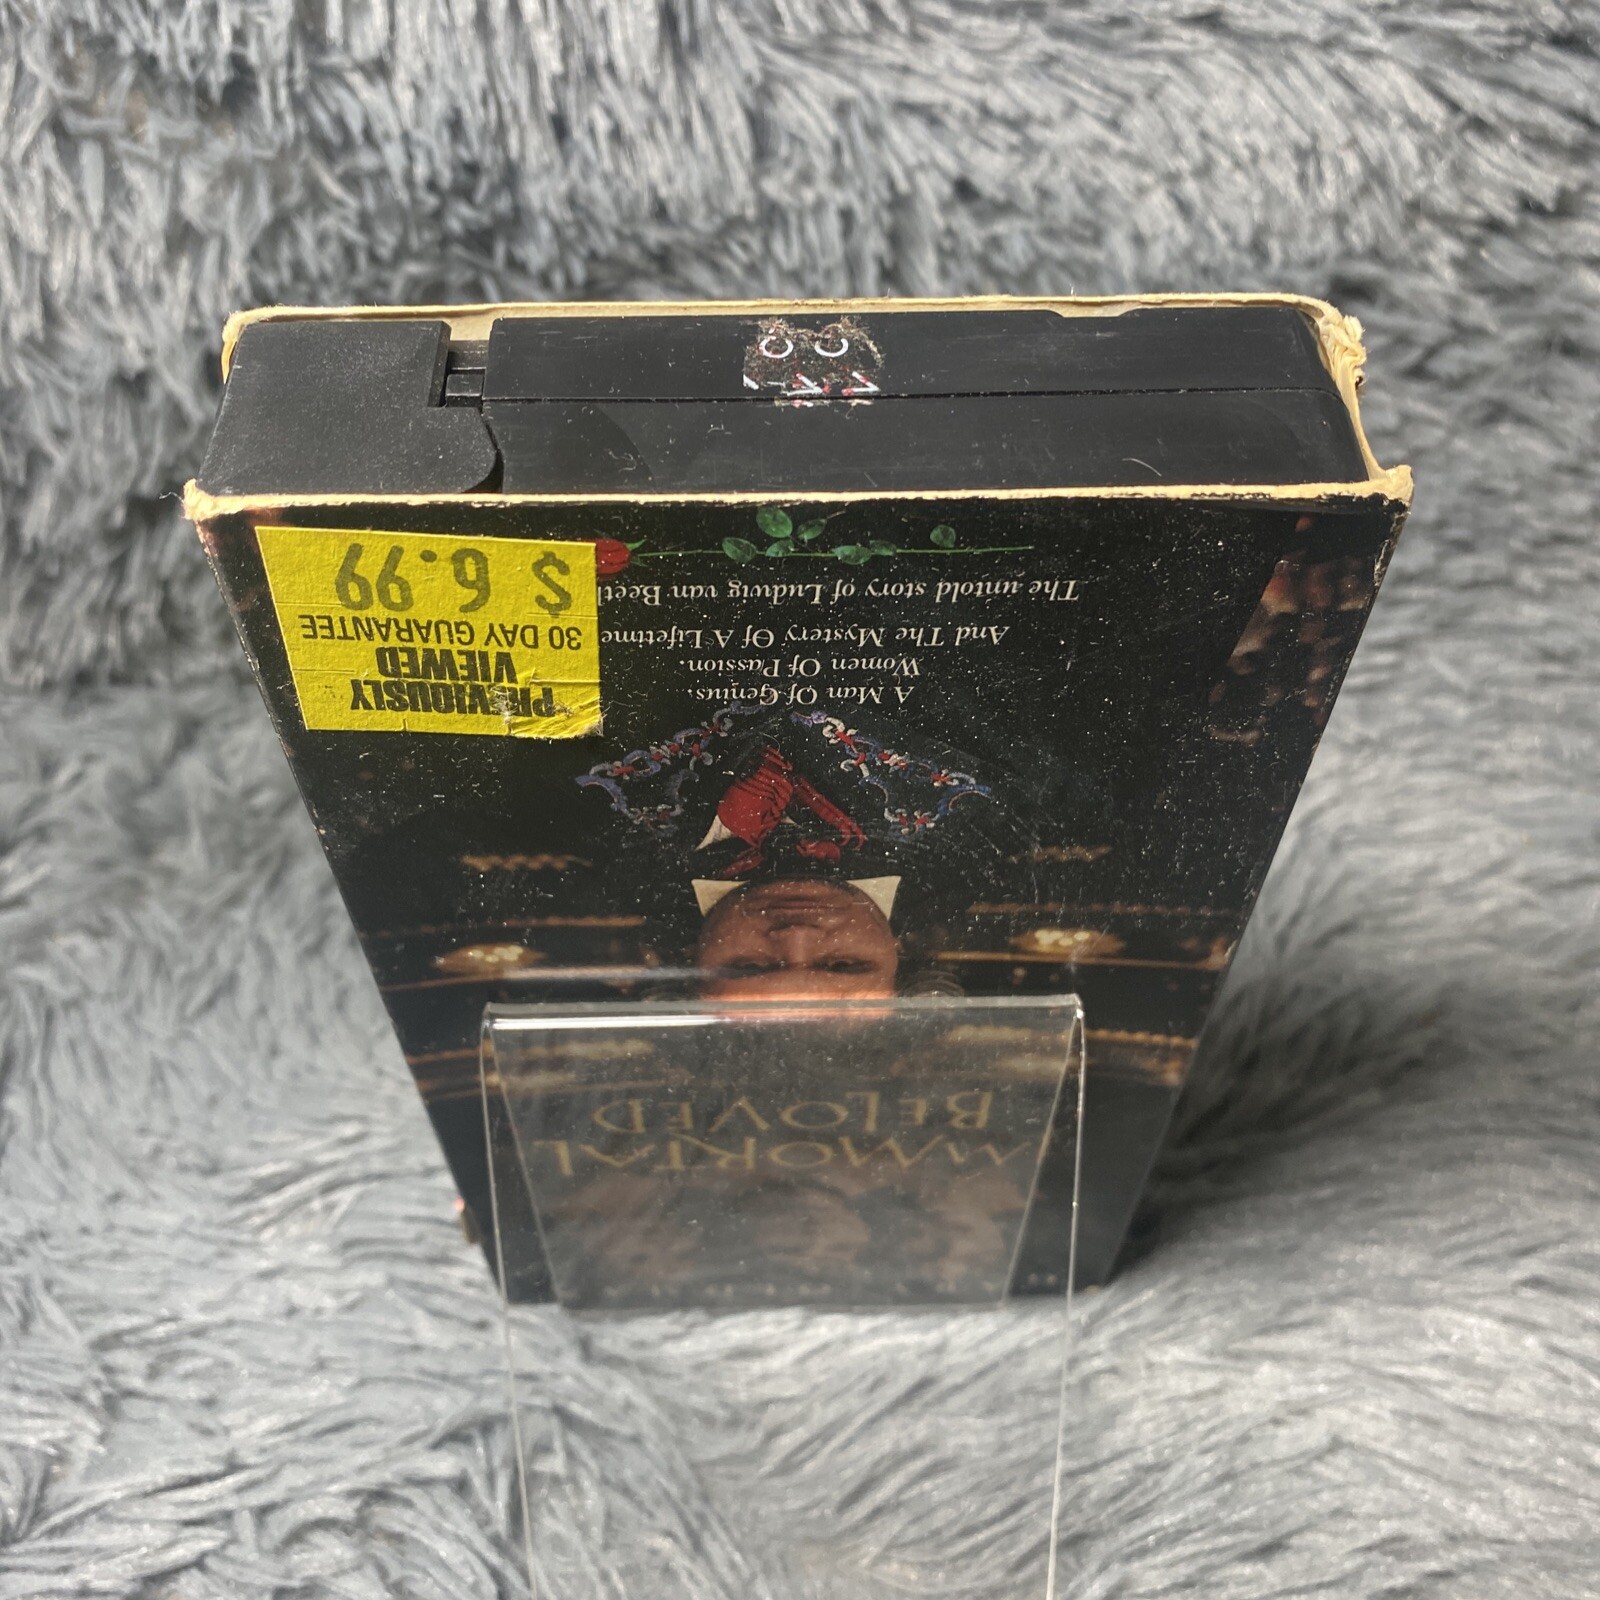 IMMORTAL
BELOVED
A Man Of Genius.
Women Of Passion.
And The Mystery Of A Lifetime
The untold story of Ludwig van
PREVIOUSLY
VIEWED
30 DAY GUARANTEE
$ 6.99